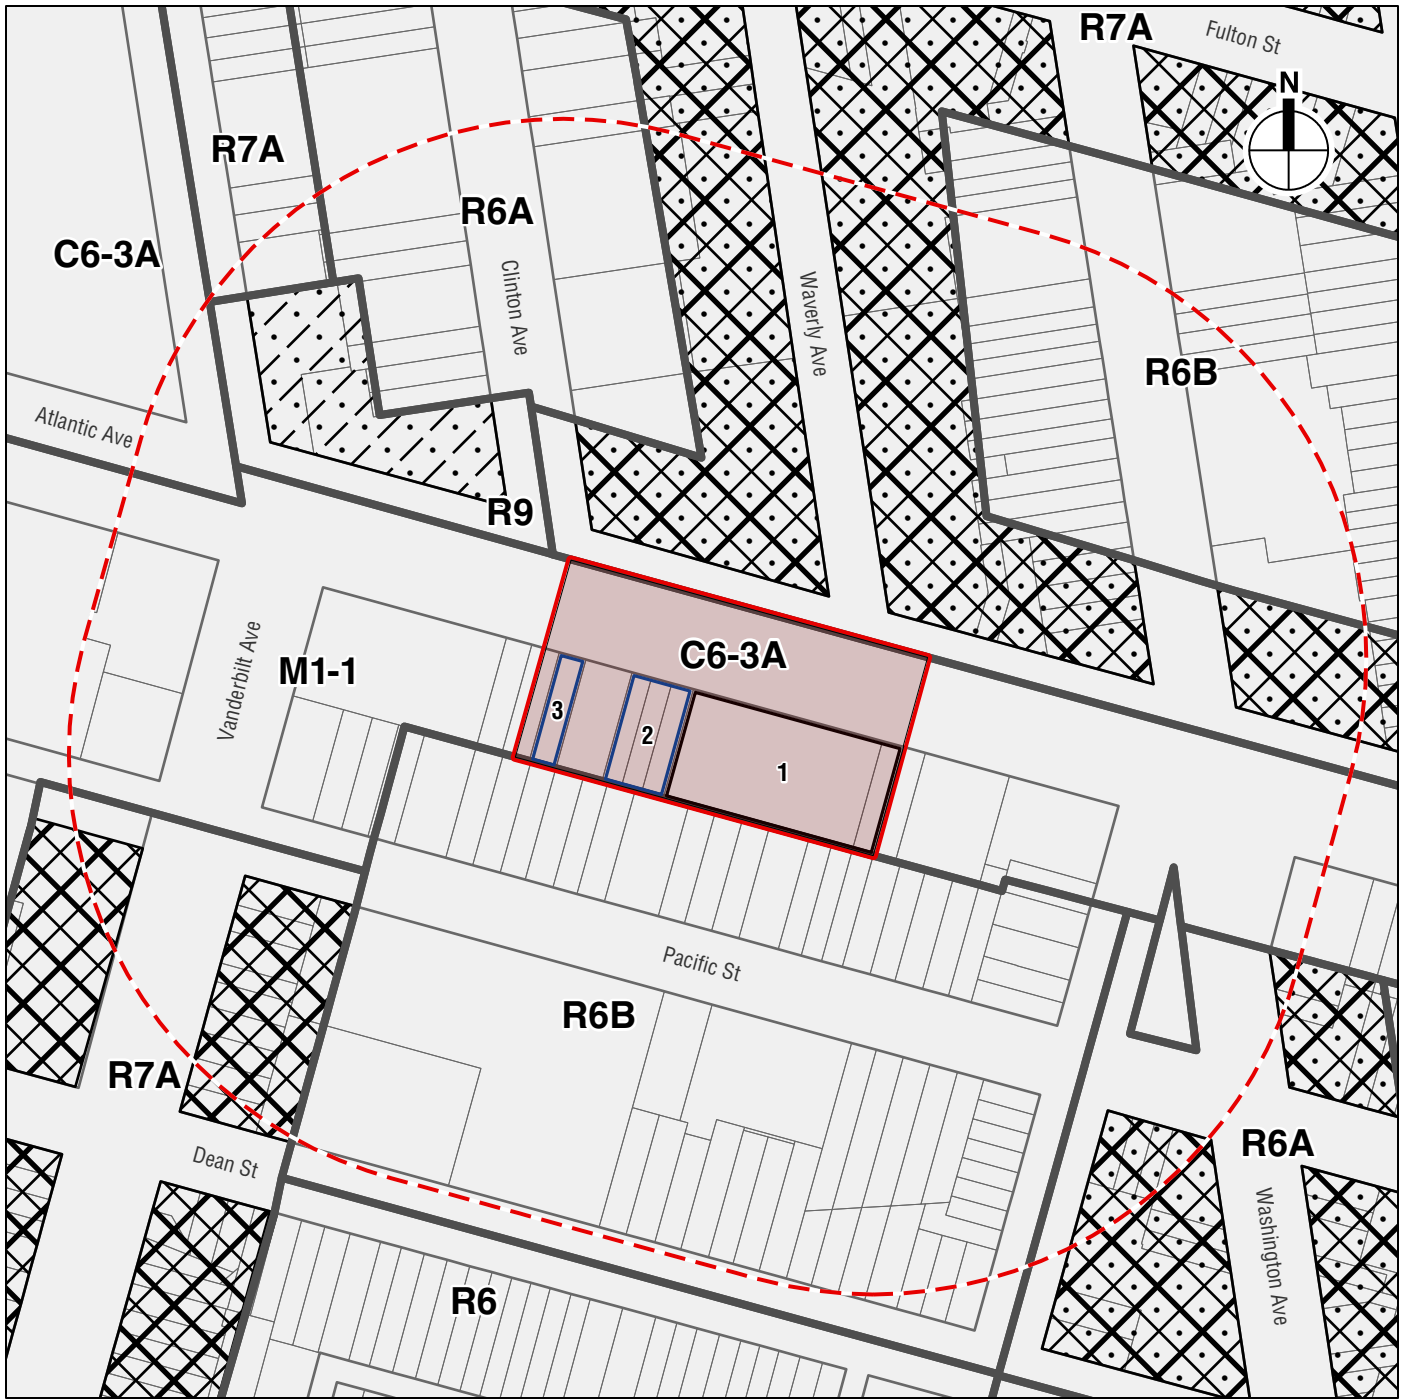 R7A
Fulton St
N
R7A
R6A
C6-3A
Clinton Ave
Waverly Ave
R6B
Atlantic Ave
R9
C6-3A
M1-1
Vanderbilt Ave
3
2
1
Pacific St
R6B
R7A
R6A
Dean St
Washington Ave
R6